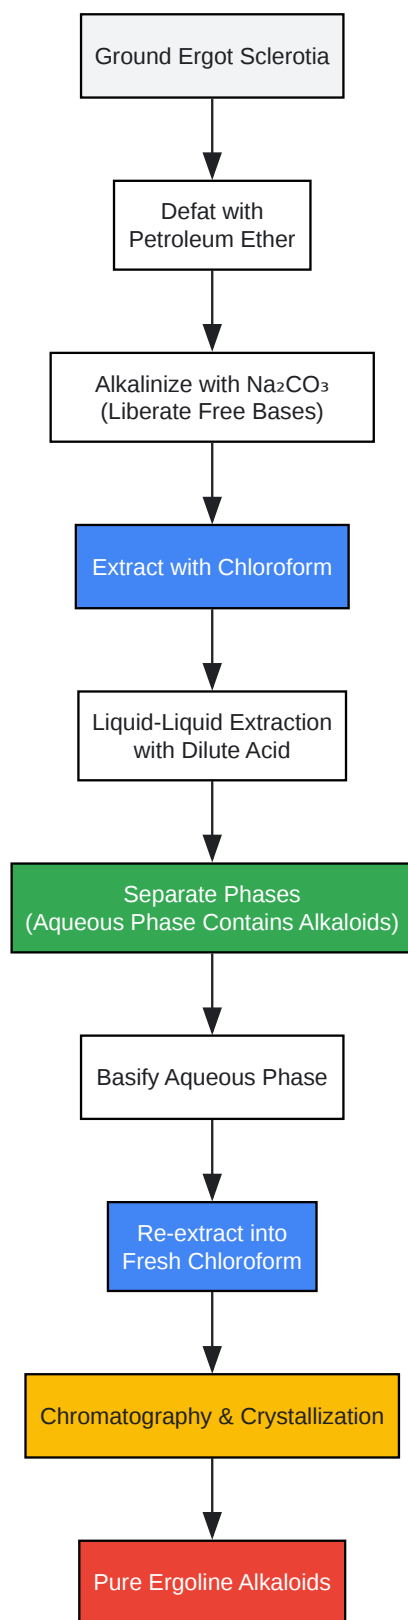 Ground Ergot Sclerotia
Defat with
Petroleum Ether
Alkalinize with Na₂CO₃
(Liberate Free Bases)
Extract with Chloroform
Liquid-Liquid Extraction
with Dilute Acid
Separate Phases
(Aqueous Phase Contains Alkaloids)
Basify Aqueous Phase
Re-extract into
Fresh Chloroform
Chromatography & Crystallization
Pure Ergoline Alkaloids